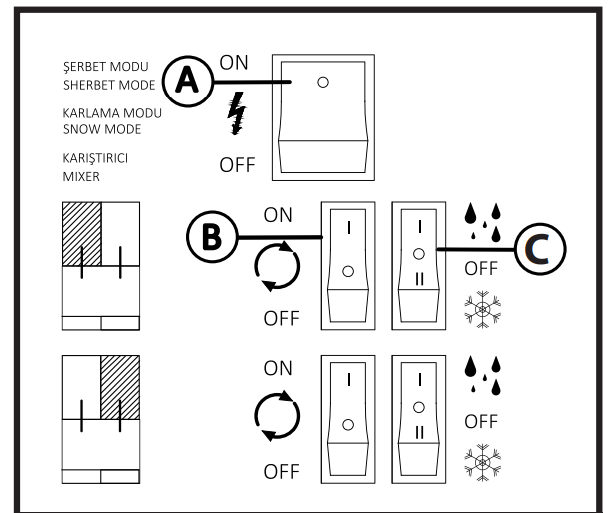 ŞERBET MODU
SHERBET MODE
KARLAMA MODU
SNOW MODE
KARIŞTIRICI
MIXER
A
ON
OFF
B
ON
OFF
I
I
II
OFF
C
ON
OFF
I
I
II
OFF